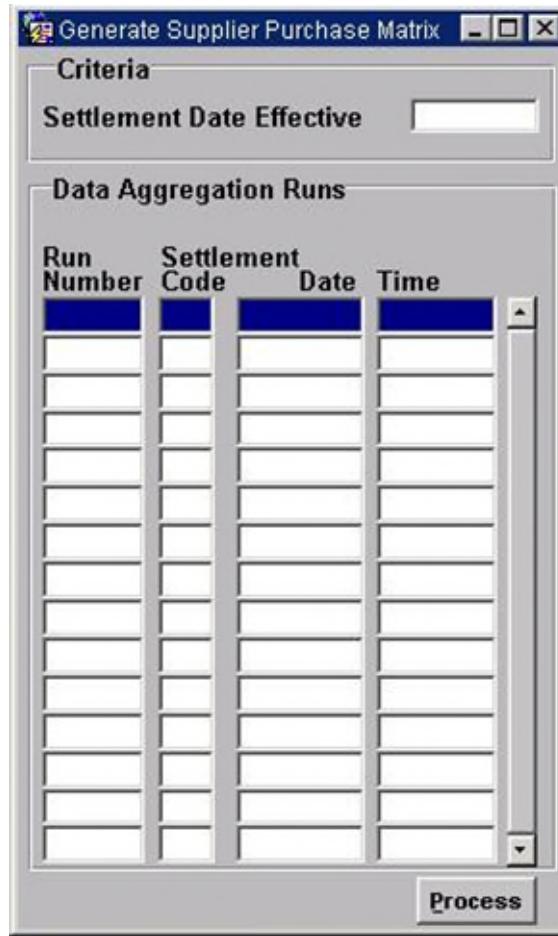 Generate Supplier Purchase Matrix
Criteria
Settlement Date Effective
Data Aggregation Runs
Run Settlement
Number Code Date Time
Process